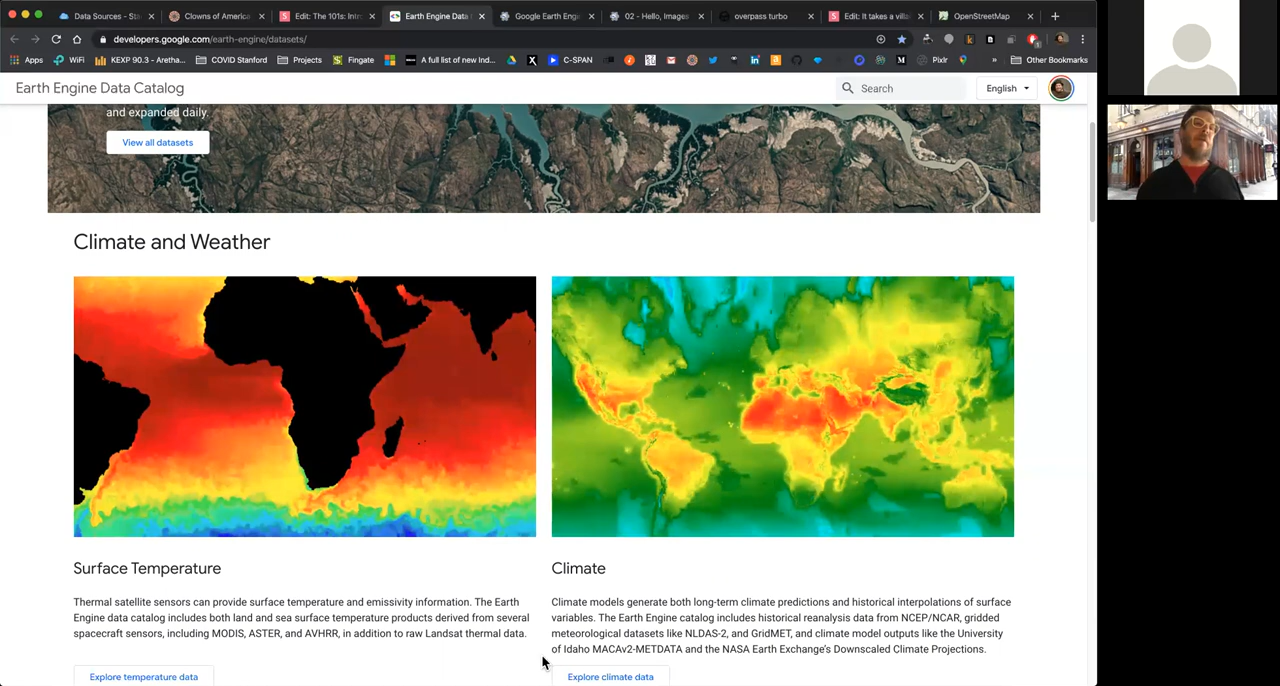 Data Sources - Sta
Clowns of America
Edit: The 101s: Intro
Earth Engine Data
Google Earth Engi
02 - Hello, Images
overpass turbo
Edit: It takes a villa
OpenStreetMap
developers.google.com/earth-engine/datasets/
Apps
WiFi
KEXP 90.3 - Aretha...
COVID Stanford
Projects
Fingate
A full list of new Ind...
C-SPAN
Pixlr
»
Other Bookmarks
Earth Engine Data Catalog
Search
English
and expanded daily.
View all datasets
Climate and Weather
Surface Temperature
Climate
Thermal satellite sensors can provide surface temperature and emissivity information. The Earth
Engine data catalog includes both land and sea surface temperature products derived from several
spacecraft sensors, including MODIS, ASTER, and AVHRR, in addition to raw Landsat thermal data.
Climate models generate both long-term climate predictions and historical interpolations of surface
variables. The Earth Engine catalog includes historical reanalysis data from NCEP/NCAR, gridded
meteorological datasets like NLDAS-2, and GridMET, and climate model outputs like the University
of Idaho MACAv2-METDATA and the NASA Earth Exchange's Downscaled Climate Projections.
Explore temperature data
Explore climate data